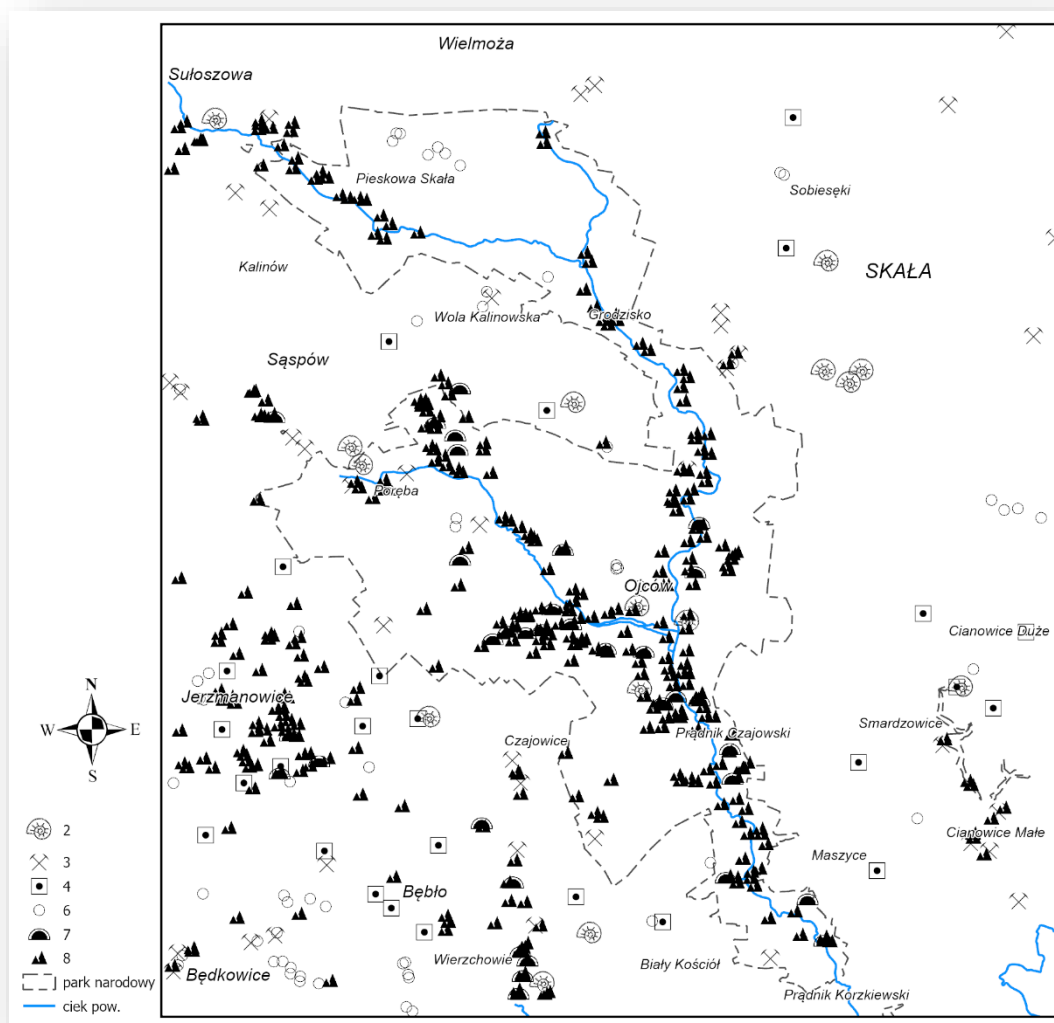 Wielmoża
Sułoszowa
Pieskowa Skała
Sobiesęki
Kalinów
SKAŁA
Wola Kalinowska
Grodzisko
Sąspów
Poręba
Ojców
Cianowice Duże
Jerzmanowice
Smardzowice
Prądnik Czajowski
Czajowice
N
W
E
S
2
3
4
6
7
8
park narodowy
ciek pow.
Cianowice Małe
Maszyce
Bębło
Wierzchowie
Biały Kościół
Będkowice
Prądnik Korzkiewski